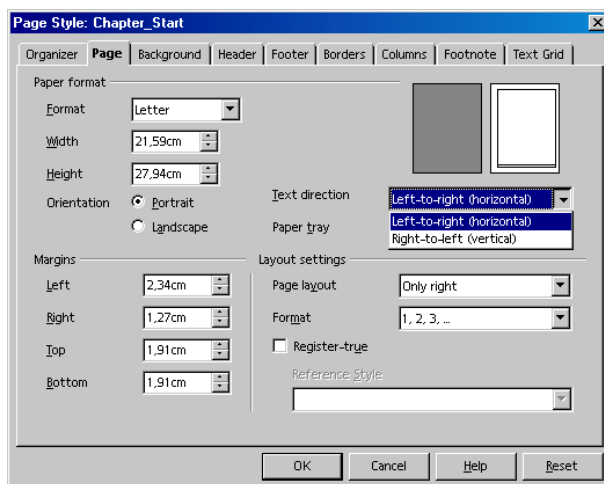 Page Style: Chapter_Start
Organizer Page Background Header Footer Borders Columns Footnote Text Grid
Paper format
Format Letter
Width 21,59cm
Height 27,94cm
Orientation Portrait
Landscape
Text direction Left-to-right (horizontal)
Left-to-right (horizontal)
Paper tray
Right-to-left (vertical)
Margins
Left 2,34cm
Right 1,27cm
Top 1,91cm
Bottom 1,91cm
Layout settings
Page layout Only right
Format 1, 2, 3, ...
Register-true
Reference Style
OK Cancel Help Reset